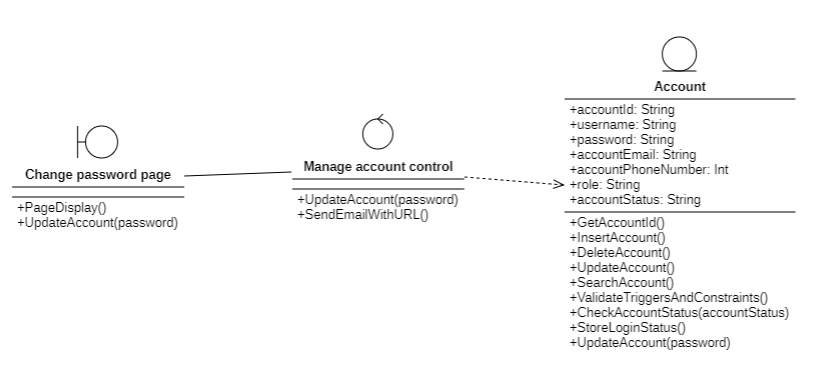 Change password page
+PageDisplay()
+UpdateAccount(password)
Manage account control
+UpdateAccount(password)
+SendEmailWithURL()
Account
+accountId: String
+username: String
+password: String
+accountEmail: String
+accountPhoneNumber: Int
+role: String
+accountStatus: String
+GetAccountId()
+InsertAccount()
+DeleteAccount()
+UpdateAccount()
+SearchAccount()
+ValidateTriggersAndConstraints()
+CheckAccountStatus(accountStatus)
+StoreLoginStatus()
+UpdateAccount(password)